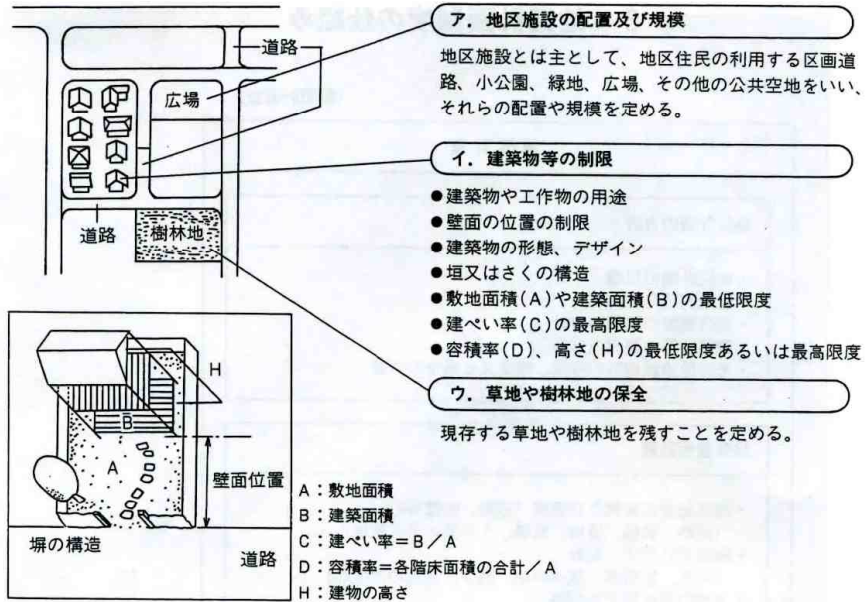 道路
広場
道路
樹林地
ア．地区施設の配置及び規模
地区施設とは主として、地区住民の利用する区画道
路、小公園、緑地、広場、その他の公共空地をいい、
それらの配置や規模を定める。
イ．建築物等の制限
●建築物や工作物の用途
●壁面の位置の制限
●建築物の形態、デザイン
●垣又はさくの構造
●敷地面積(A)や建築面積(B)の最低限度
●建ぺい率(C)の最高限度
●容積率(D)、高さ(H)の最低限度あるいは最高限度
ウ．草地や樹林地の保全
現存する草地や樹林地を残すことを定める。
H
B
A
壁面位置
塀の構造
道路
A：敷地面積
B：建築面積
C：建ぺい率＝B／A
D：容積率＝各階床面積の合計／A
H：建物の高さ